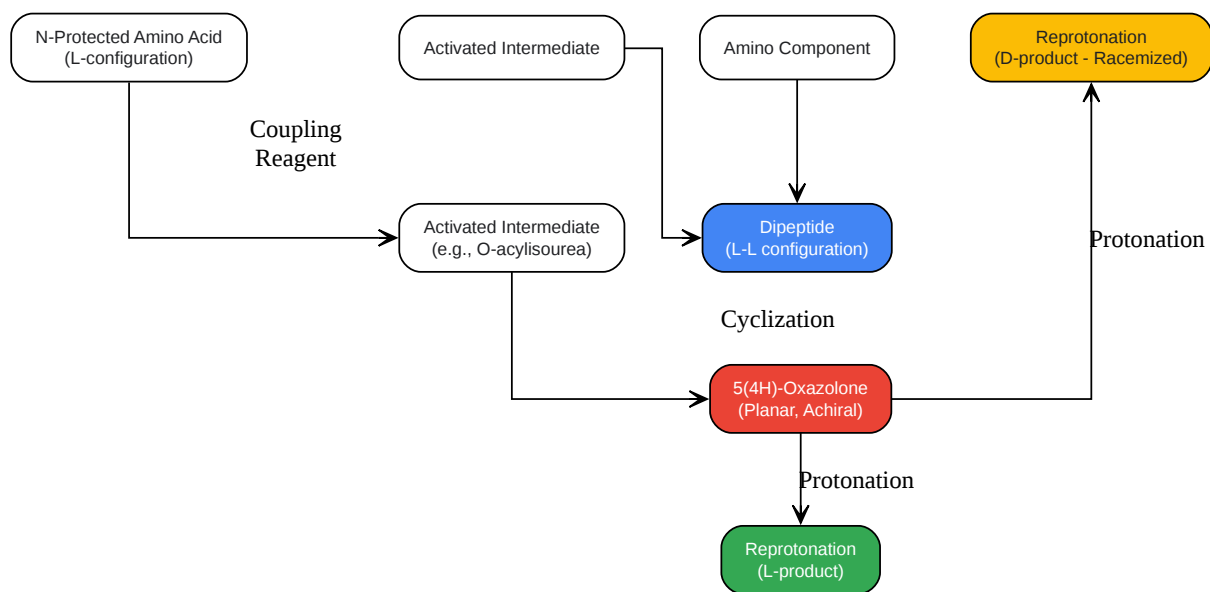 N-Protected Amino Acid
(L-configuration)
Activated Intermediate
Amino Component
Reprotonation
(D-product - Racemized)
Coupling
Reagent
Activated Intermediate
(e.g., O-acylisourea)
Dipeptide
(L-L configuration)
Protonation
Cyclization
5(4H)-Oxazolone
(Planar, Achiral)
Protonation
Reprotonation
(L-product)